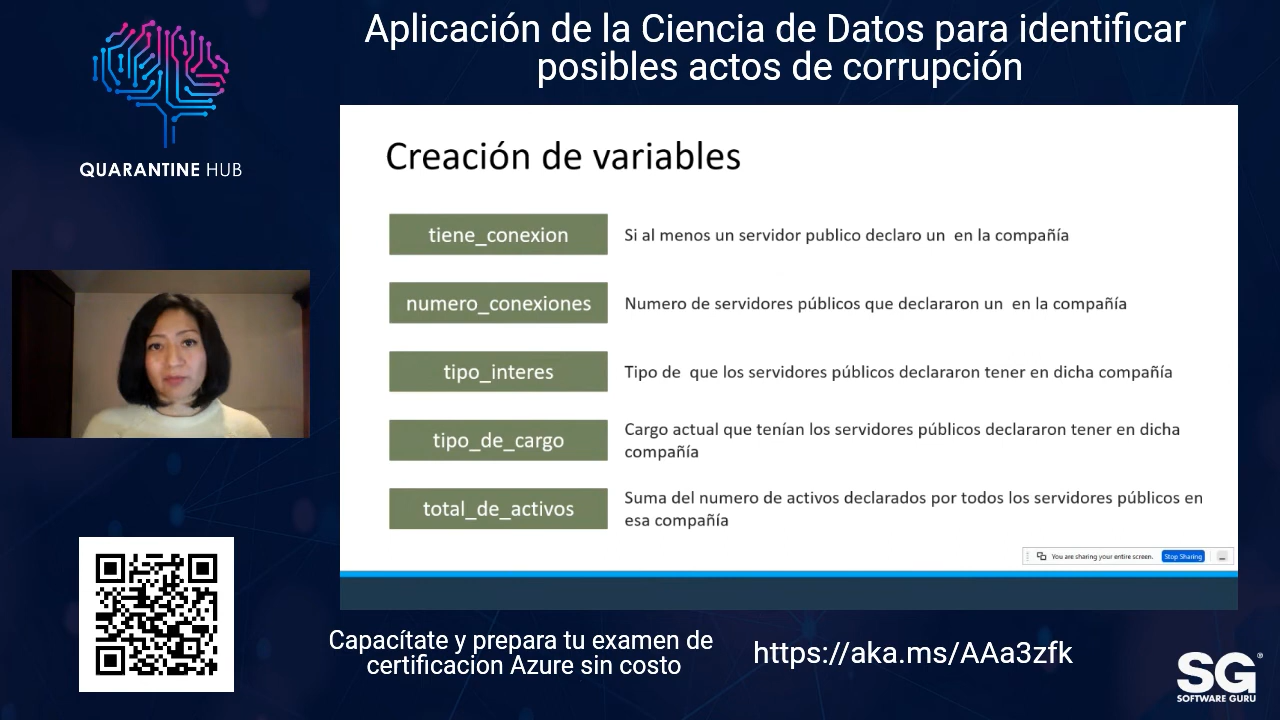 Aplicación de la Ciencia de Datos para identificar
posibles actos de corrupción
QUARANTINE HUB
Creación de variables
tiene_conexion
Si al menos un servidor publico declaro un en la compañía
numero_conexiones
Numero de servidores públicos que declararon un en la compañía
tipo_interes
Tipo de que los servidores públicos declararon tener en dicha compañía
tipo_de_cargo
Cargo actual que tenían los servidores públicos declararon tener en dicha
compañía
total_de_activos
Suma del numero de activos declarados por todos los servidores públicos en
esa compañía
You are sharing your entire screen.
Stop Sharing
Capacítate y prepara tu examen de
certificacion Azure sin costo
https://aka.ms/AAa3zfk
SG
®
SOFTWARE GURU